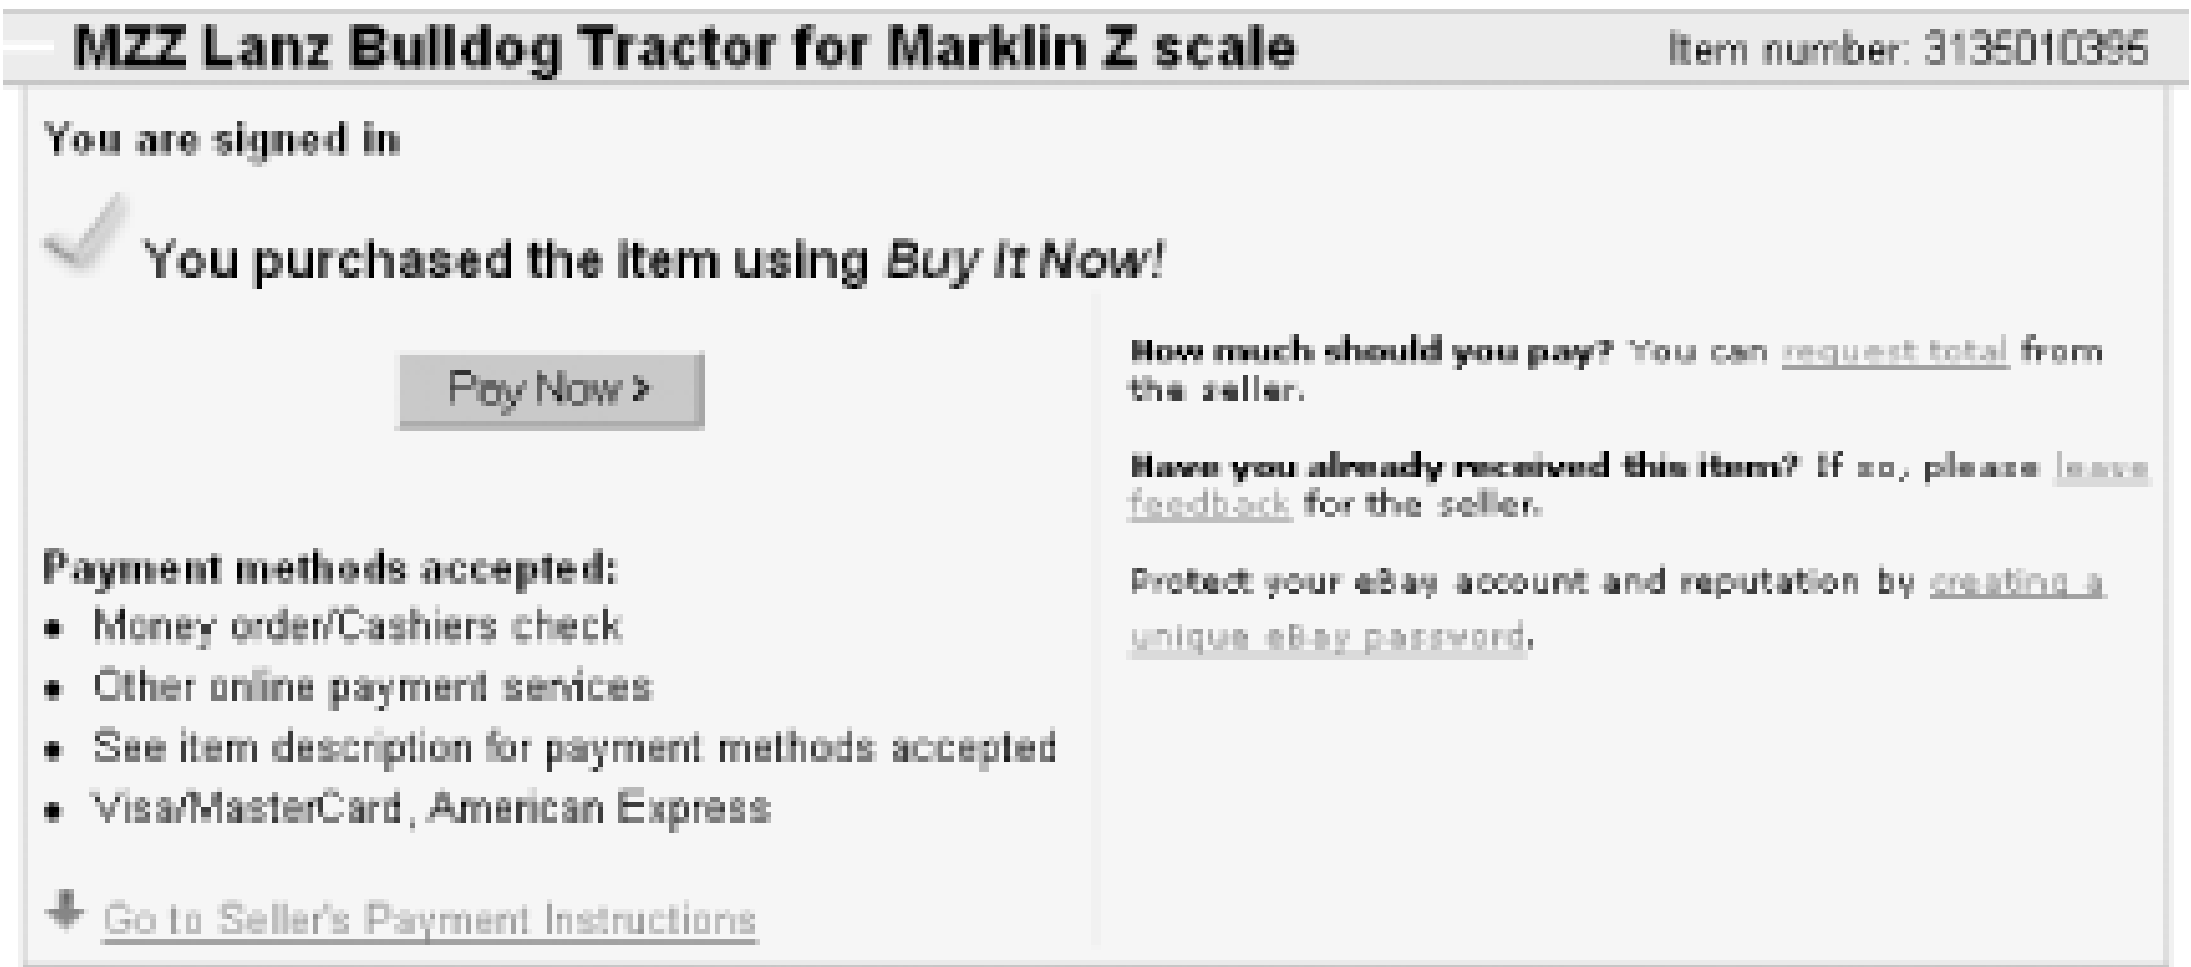 MZZ Lanz Bulldog Tractor for Marklin Z scale
Item number: 3135010395
You are signed in
You purchased the item using Buy It Now!
Pay Now >
Payment methods accepted:
• Money order/Cashiers check
• Other online payment services
• See item description for payment methods accepted
• Visa/MasterCard, American Express
Go to Seller's Payment Instructions
How much should you pay? You can request total from
the seller.
Have you already received this item? If so, please leave
feedback for the seller.
Protect your eBay account and reputation by creating a
unique eBay password.